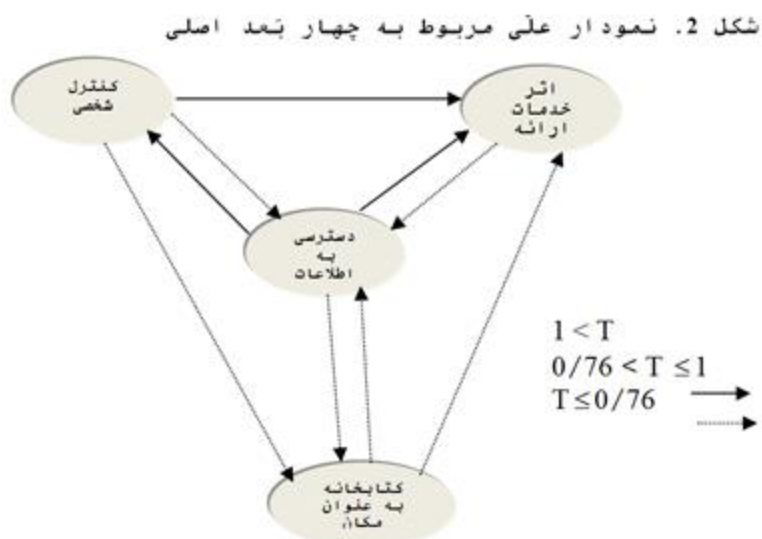 شکل 2. نمودار علّی مربوط به چهار بُعد اصلی
کنترل
شخصی
اثر
خدمات
ارائه
دسترسی
به
اطلاعات
1 < T
0/76 < T ≤ 1
T ≤ 0/76
کتابخانه
به عنوان
مکان